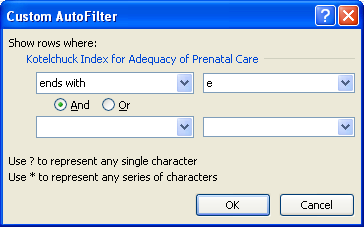 Custom AutoFilter
Show rows where:
Kotelchuck Index for Adequacy of Prenatal Care
ends with e
And Or
Use ? to represent any single character
Use * to represent any series of characters
OK Cancel